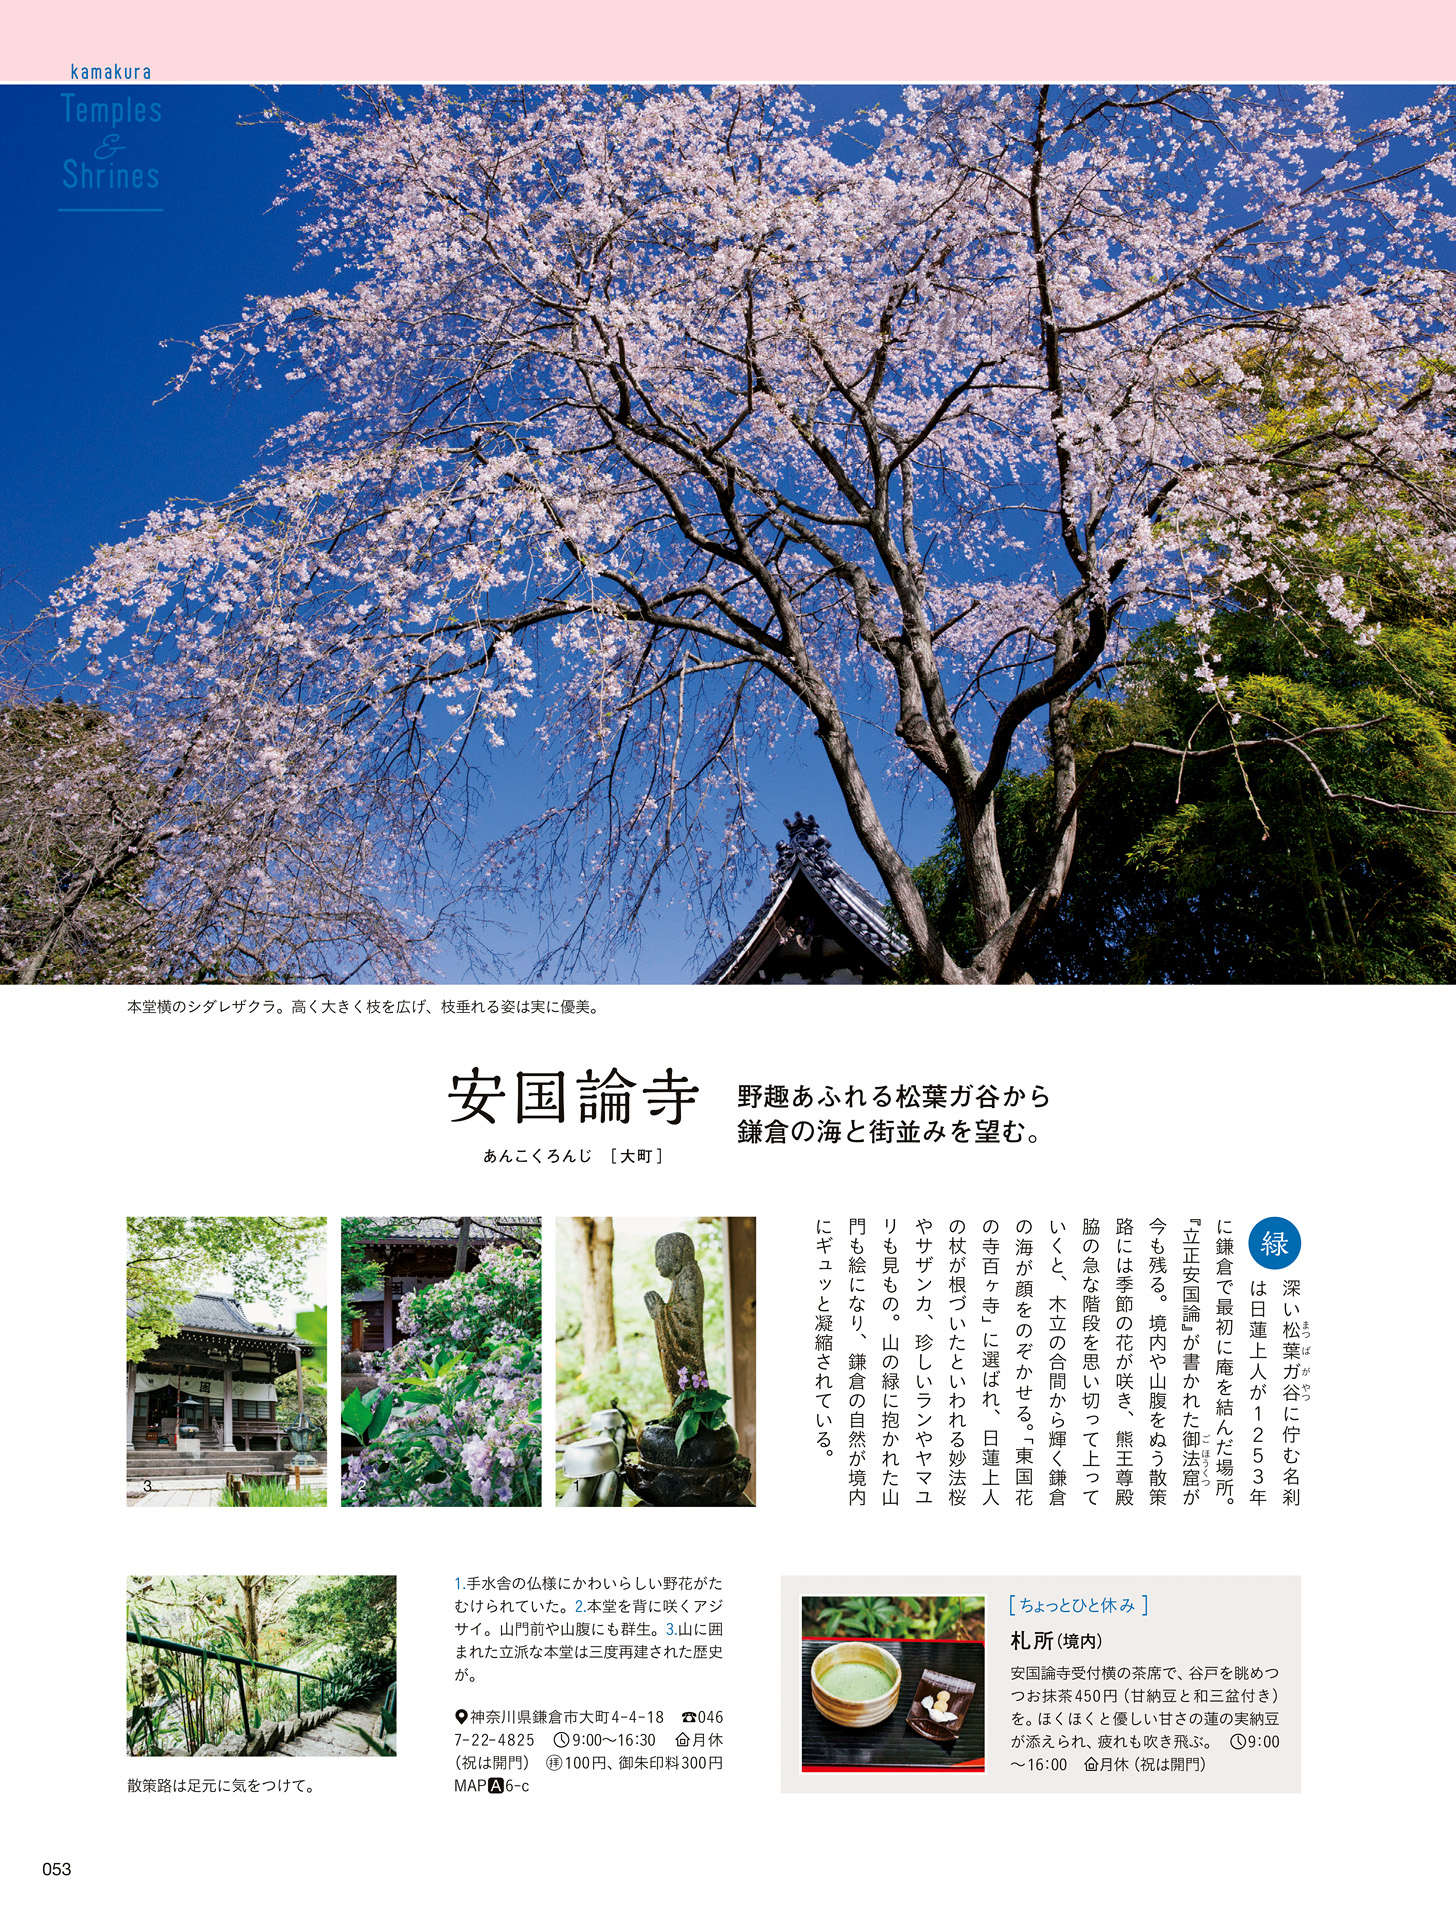 kamakura
Temples
&
Shrines
本堂横のシダレザクラ。高く大きく枝を広げ、枝垂れる姿は実に優美。
安国論寺
あんこくろんじ ［大町］
野趣あふれる松葉ガ谷から
鎌倉の海と街並みを望む。
緑
深い松葉ガ谷に佇む名刹
まつばがやつ
は日蓮上人が1253年
に鎌倉で最初に庵を結んだ場所。
『立正安国論』が書かれた御法窟が
ごほうくつ
今も残る。境内や山腹をぬう散策
路には季節の花が咲き、熊王尊殿
脇の急な階段を思い切って上って
いくと、木立の合間から輝く鎌倉
の海が顔をのぞかせる。「東国花
の寺百ヶ寺」に選ばれ、日蓮上人
の杖が根づいたといわれる妙法桜
やサザンカ、珍しいランやヤマユ
リも見もの。山の緑に抱かれた山
門も絵になり、鎌倉の自然が境内
にギュッと凝縮されている。
3
2
1
散策路は足元に気をつけて。
1.手水舎の仏様にかわいらしい野花がた
むけられていた。2.本堂を背に咲くアジ
サイ。山門前や山腹にも群生。3.山に囲
まれた立派な本堂は三度再建された歴史
が。
神奈川県鎌倉市大町4-4-18 ☎046
7-22-4825 9:00〜16:30 月休
（祝は開門） 拝100円、御朱印料300円
MAP A 6-c
［ちょっとひと休み］
札所（境内）
安国論寺受付横の茶席で、谷戸を眺めつ
つお抹茶450円（甘納豆と和三盆付き）
を。ほくほくと優しい甘さの蓮の実納豆
が添えられ、疲れも吹き飛ぶ。 9:00
〜16:00 月休（祝は開門）
053